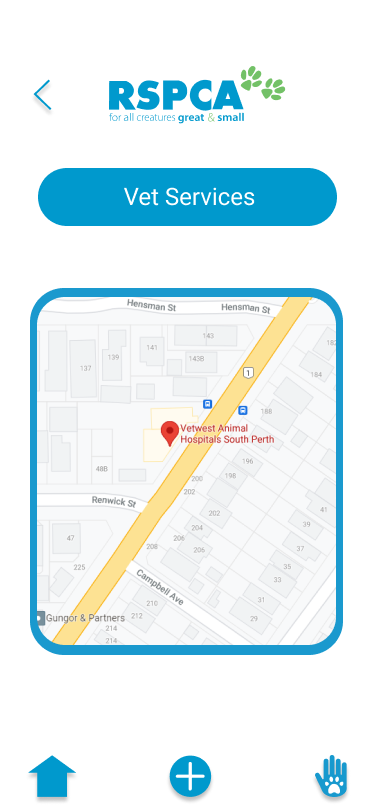 RSPCA
for all creatures great & small
Vet Services
Hensman St
Hensman St
143
141
139
143B
137
182
184
1
188
Vetwest Animal
Hospitals South Perth
196
48B
198
200
202
Renwick St
202
41
204
39
47
206
208
206
37
225
35
Campbell Ave
33
210
31
Gungor & Partners
212
29
214
214